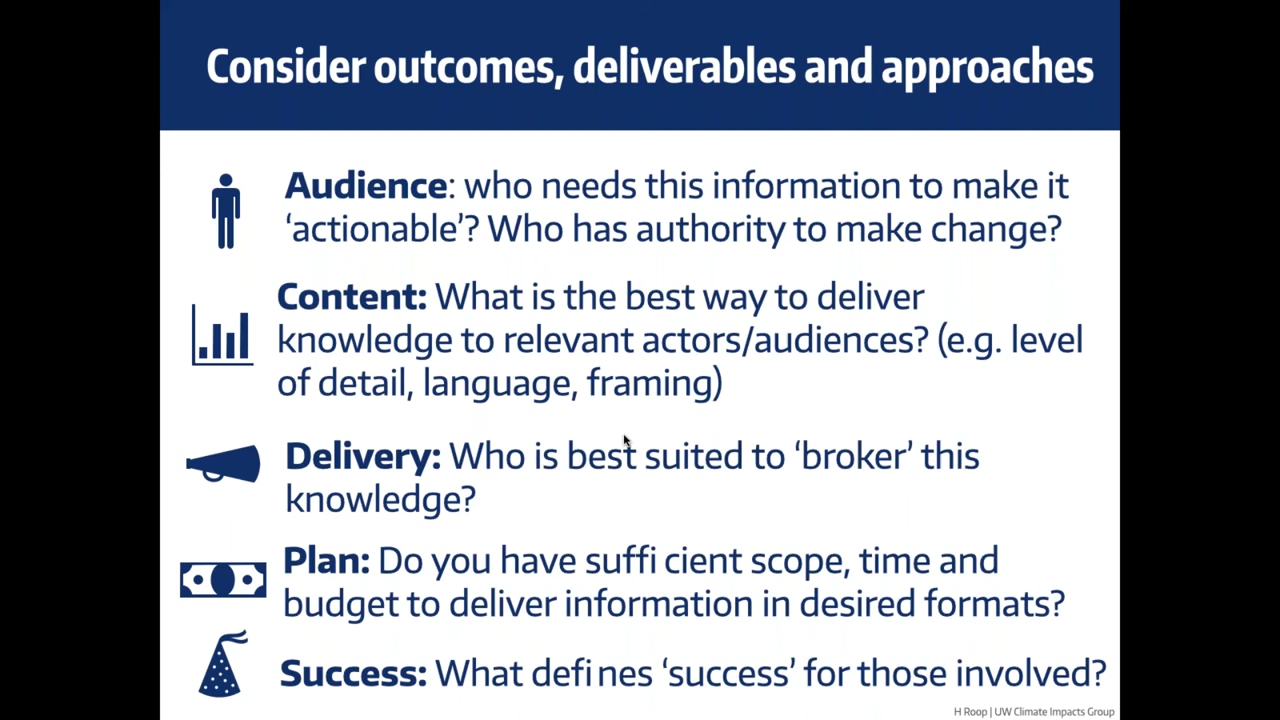 Consider outcomes, deliverables and approaches
Audience: who needs this information to make it
‘actionable’? Who has authority to make change?
Content: What is the best way to deliver
knowledge to relevant actors/audiences? (e.g. level
of detail, language, framing)
Delivery: Who is best suited to ‘broker’ this
knowledge?
Plan: Do you have suffi cient scope, time and
budget to deliver information in desired formats?
Success: What defi nes ‘success’ for those involved?
H Roop | UW Climate Impacts Group